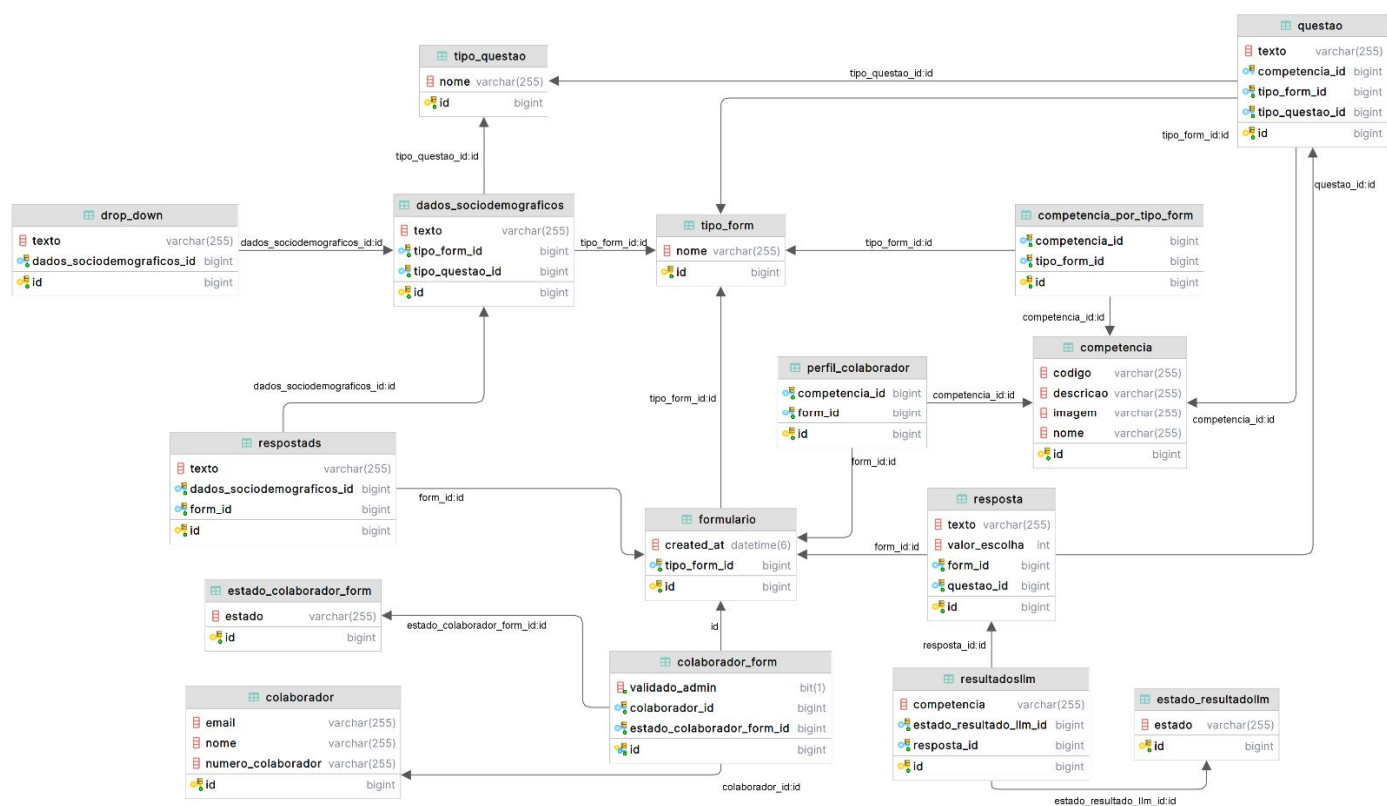 questao
texto varchar(255)
competencia_id bigint
tipo_form_id bigint
tipo_questao_id bigint
id bigint
tipo_questao
nome varchar(255)
id bigint
tipo_questao_id:id
tipo_form_id:id
tipo_questao_id:id
questao_id:id
drop_down
texto varchar(255)
dados_sociodemograficos_id bigint
id bigint
dados_sociodemograficos_id:id
dados_sociodemograficos
texto varchar(255)
tipo_form_id bigint
tipo_questao_id bigint
id bigint
tipo_form_id:id
tipo_form
nome varchar(255)
id bigint
tipo_form_id:id
competencia_por_tipo_form
competencia_id bigint
tipo_form_id bigint
id bigint
competencia_id:id
competencia
codigo varchar(255)
descricao varchar(255)
imagem varchar(255)
nome varchar(255)
id bigint
competencia_id:id
perfil_colaborador
competencia_id bigint
form_id bigint
id bigint
competencia_id:id
form_id:id
dados_sociodemograficos_id:id
tipo_form_id:id
respostads
texto varchar(255)
dados_sociodemograficos_id bigint
form_id bigint
id bigint
form_id:id
formulario
created_at datetime(6)
tipo_form_id bigint
id bigint
form_id:id
resposta
texto varchar(255)
valor_escolha int
form_id bigint
questao_id bigint
id bigint
estado_colaborador_form
estado varchar(255)
id bigint
estado_colaborador_form_id:id
id
resposta_id:id
colaborador_form
validado_admin bit(1)
colaborador_id bigint
estado_colaborador_form_id bigint
id bigint
colaborador
email varchar(255)
nome varchar(255)
numero_colaborador varchar(255)
id bigint
colaborador_id:id
resultadosllm
competencia varchar(255)
estado_resultado_llm_id bigint
resposta_id bigint
id bigint
estado_resultadollm
estado varchar(255)
id bigint
estado_resultado_llm_id:id